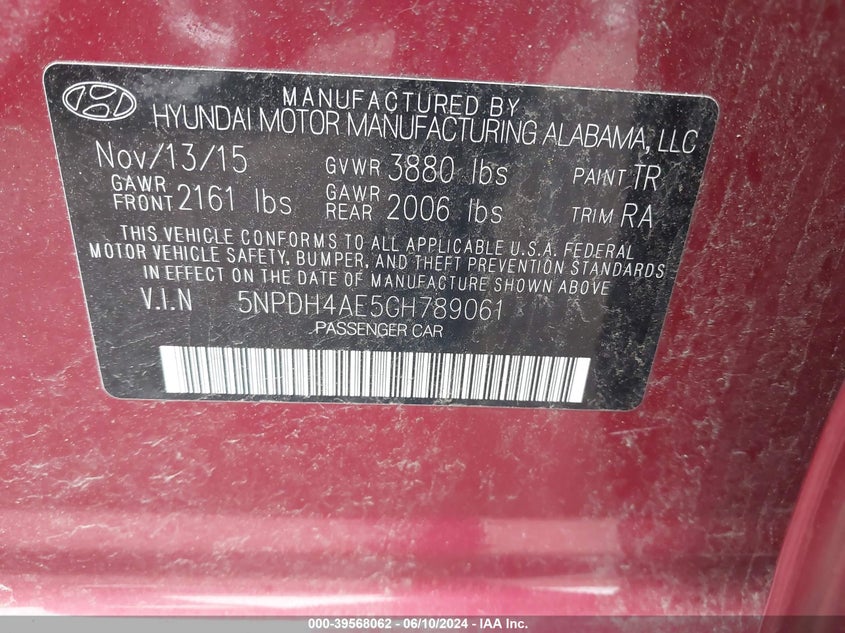 MANUFACTURED BY
HYUNDAI MOTOR MANUFACTURING ALABAMA, LLC
Nov/13/15 GVWR 3880 lbs PAINT TR
GAWR FRONT 2161 lbs GAWR REAR 2006 lbs TRIM RA
THIS VEHICLE CONFORMS TO ALL APPLICABLE U.S.A. FEDERAL
MOTOR VEHICLE SAFETY, BUMPER, AND THEFT PREVENTION STANDARDS
IN EFFECT ON THE DATE OF MANUFACTURE SHOWN ABOVE
V.I.N 5NPDH4AE5GH789061
PASSENGER CAR
000-39568062 - 06/10/2024 - IAA Inc.